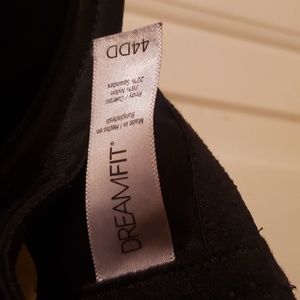 44DD
Body / Cuerpo:
78% Nylon
22% Spandex
Made in / Hecho en
Bangladesh
DREAMFIT®